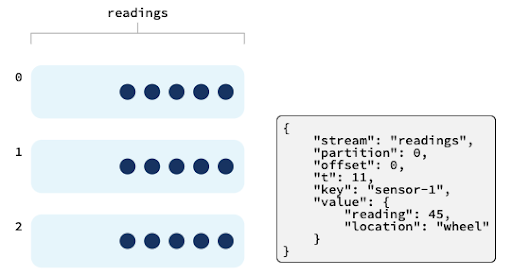 readings
0
1
2
{
    "stream": "readings",
    "partition": 0,
    "offset": 0,
    "t": 11,
    "key": "sensor-1",
    "value": {
        "reading": 45,
        "location": "wheel"
    }
}